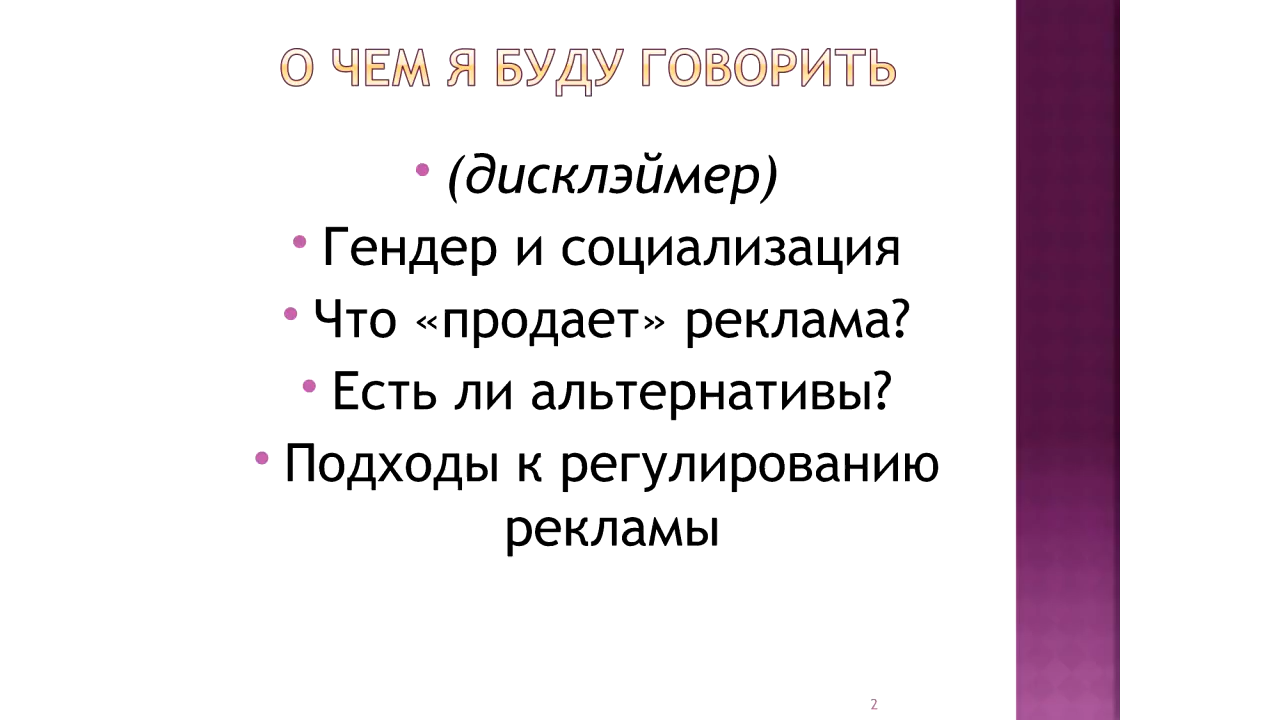 О ЧЕМ Я БУДУ ГОВОРИТЬ
• (дисклэймер)
• Гендер и социализация
• Что «продает» реклама?
• Есть ли альтернативы?
• Подходы к регулированию
рекламы
2